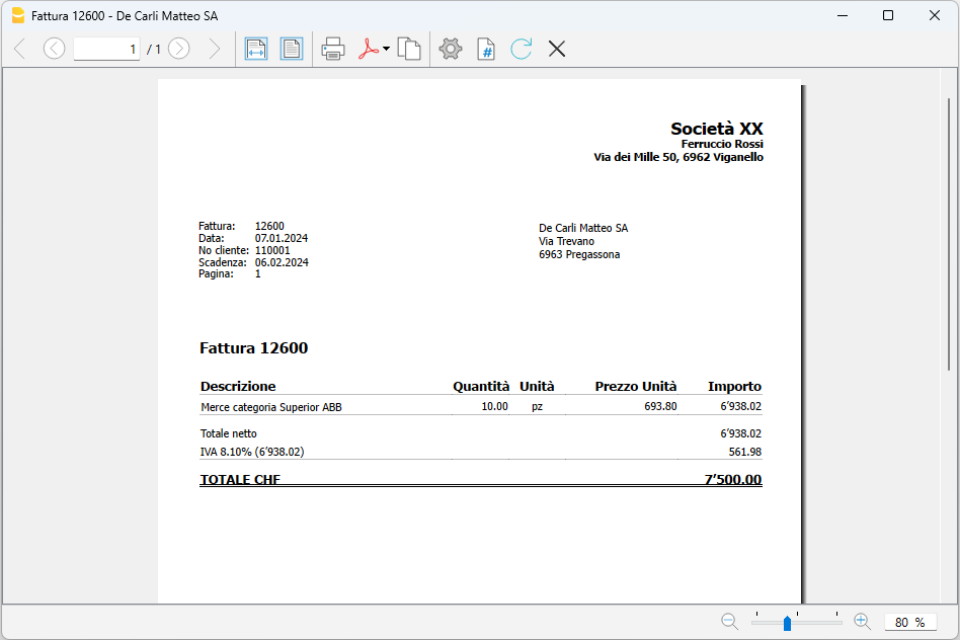 Fattura 12600 - De Carli Matteo SA
1 / 1
#
Società XX
Ferruccio Rossi
Via dei Mille 50, 6962 Viganello
Fattura: 12600
Data: 07.01.2024
No cliente: 110001
Scadenza: 06.02.2024
Pagina: 1
De Carli Matteo SA
Via Trevano
6963 Pregassona
Fattura 12600
Descrizione Quantità Unità Prezzo Unità Importo
Merce categoria Superior ABB 10.00 pz 693.80 6'938.02
Totale netto 6'938.02
IVA 8.10% (6'938.02) 561.98
TOTALE CHF 7'500.00
80 %